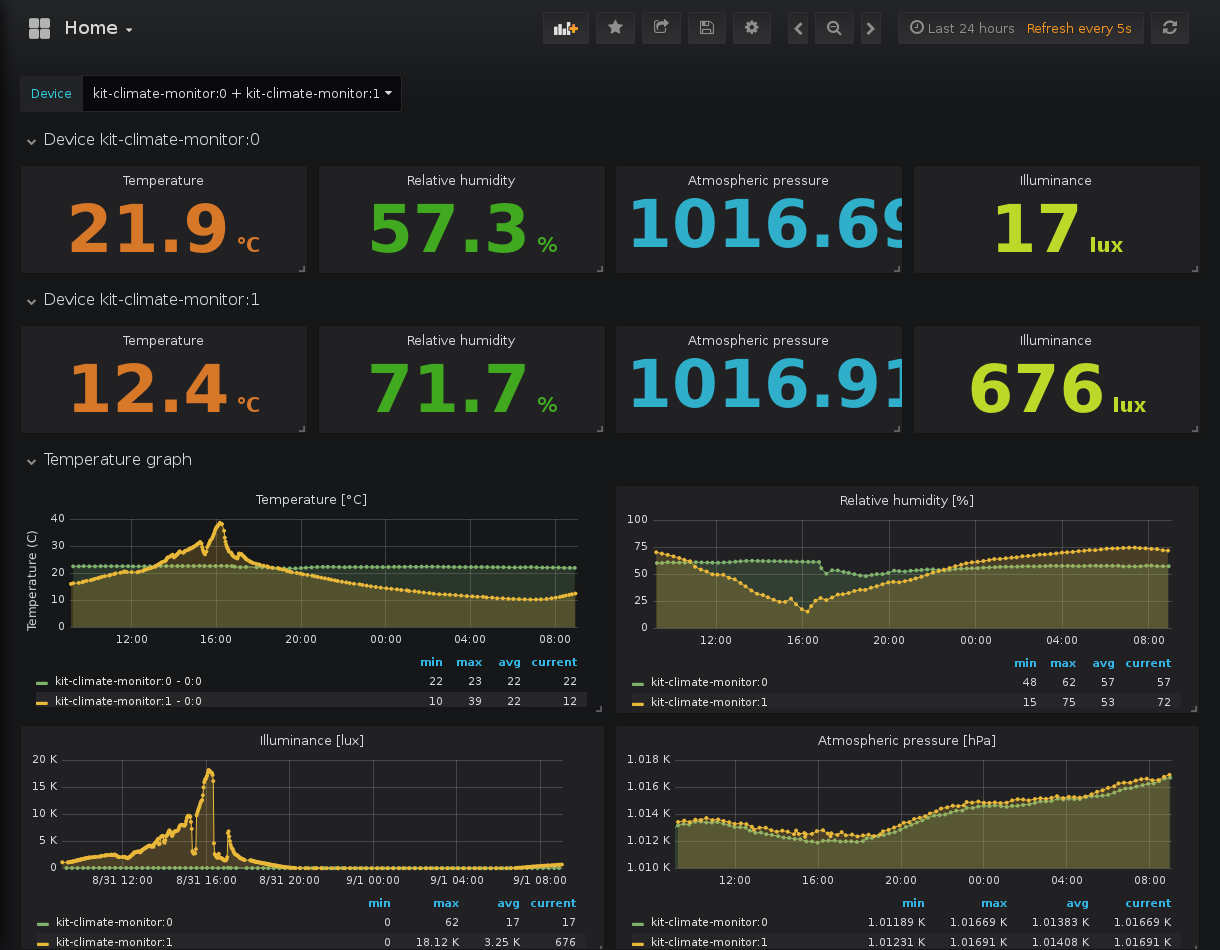 Home
Last 24 hours Refresh every 5s
Device kit-climate-monitor:0 + kit-climate-monitor:1
Device kit-climate-monitor:0
Temperature Relative humidity Atmospheric pressure Illuminance
21.9 °C 57.3 % 1016.69 17 lux
Device kit-climate-monitor:1
Temperature Relative humidity Atmospheric pressure Illuminance
12.4 °C 71.7 % 1016.91 676 lux
Temperature graph
Temperature [°C]
Temperature (C)
40
30
20
10
0
12:00 16:00 20:00 00:00 04:00 08:00
min max avg current
kit-climate-monitor:0 - 0:0 22 23 22 22
kit-climate-monitor:1 - 0:0 10 39 22 12
Relative humidity [%]
100
75
50
25
0
12:00 16:00 20:00 00:00 04:00 08:00
min max avg current
kit-climate-monitor:0 48 62 57 57
kit-climate-monitor:1 15 75 53 72
Illuminance [lux]
20 K
15 K
10 K
5 K
0
8/31 12:00 8/31 16:00 8/31 20:00 9/1 00:00 9/1 04:00 9/1 08:00
min max avg current
kit-climate-monitor:0 0 62 17 17
kit-climate-monitor:1 0 18.12 K 3.25 K 676
Atmospheric pressure [hPa]
1.018 K
1.016 K
1.014 K
1.012 K
1.010 K
12:00 16:00 20:00 00:00 04:00 08:00
min max avg current
kit-climate-monitor:0 1.01189 K 1.01669 K 1.01383 K 1.01669 K
kit-climate-monitor:1 1.01231 K 1.01691 K 1.01408 K 1.01691 K